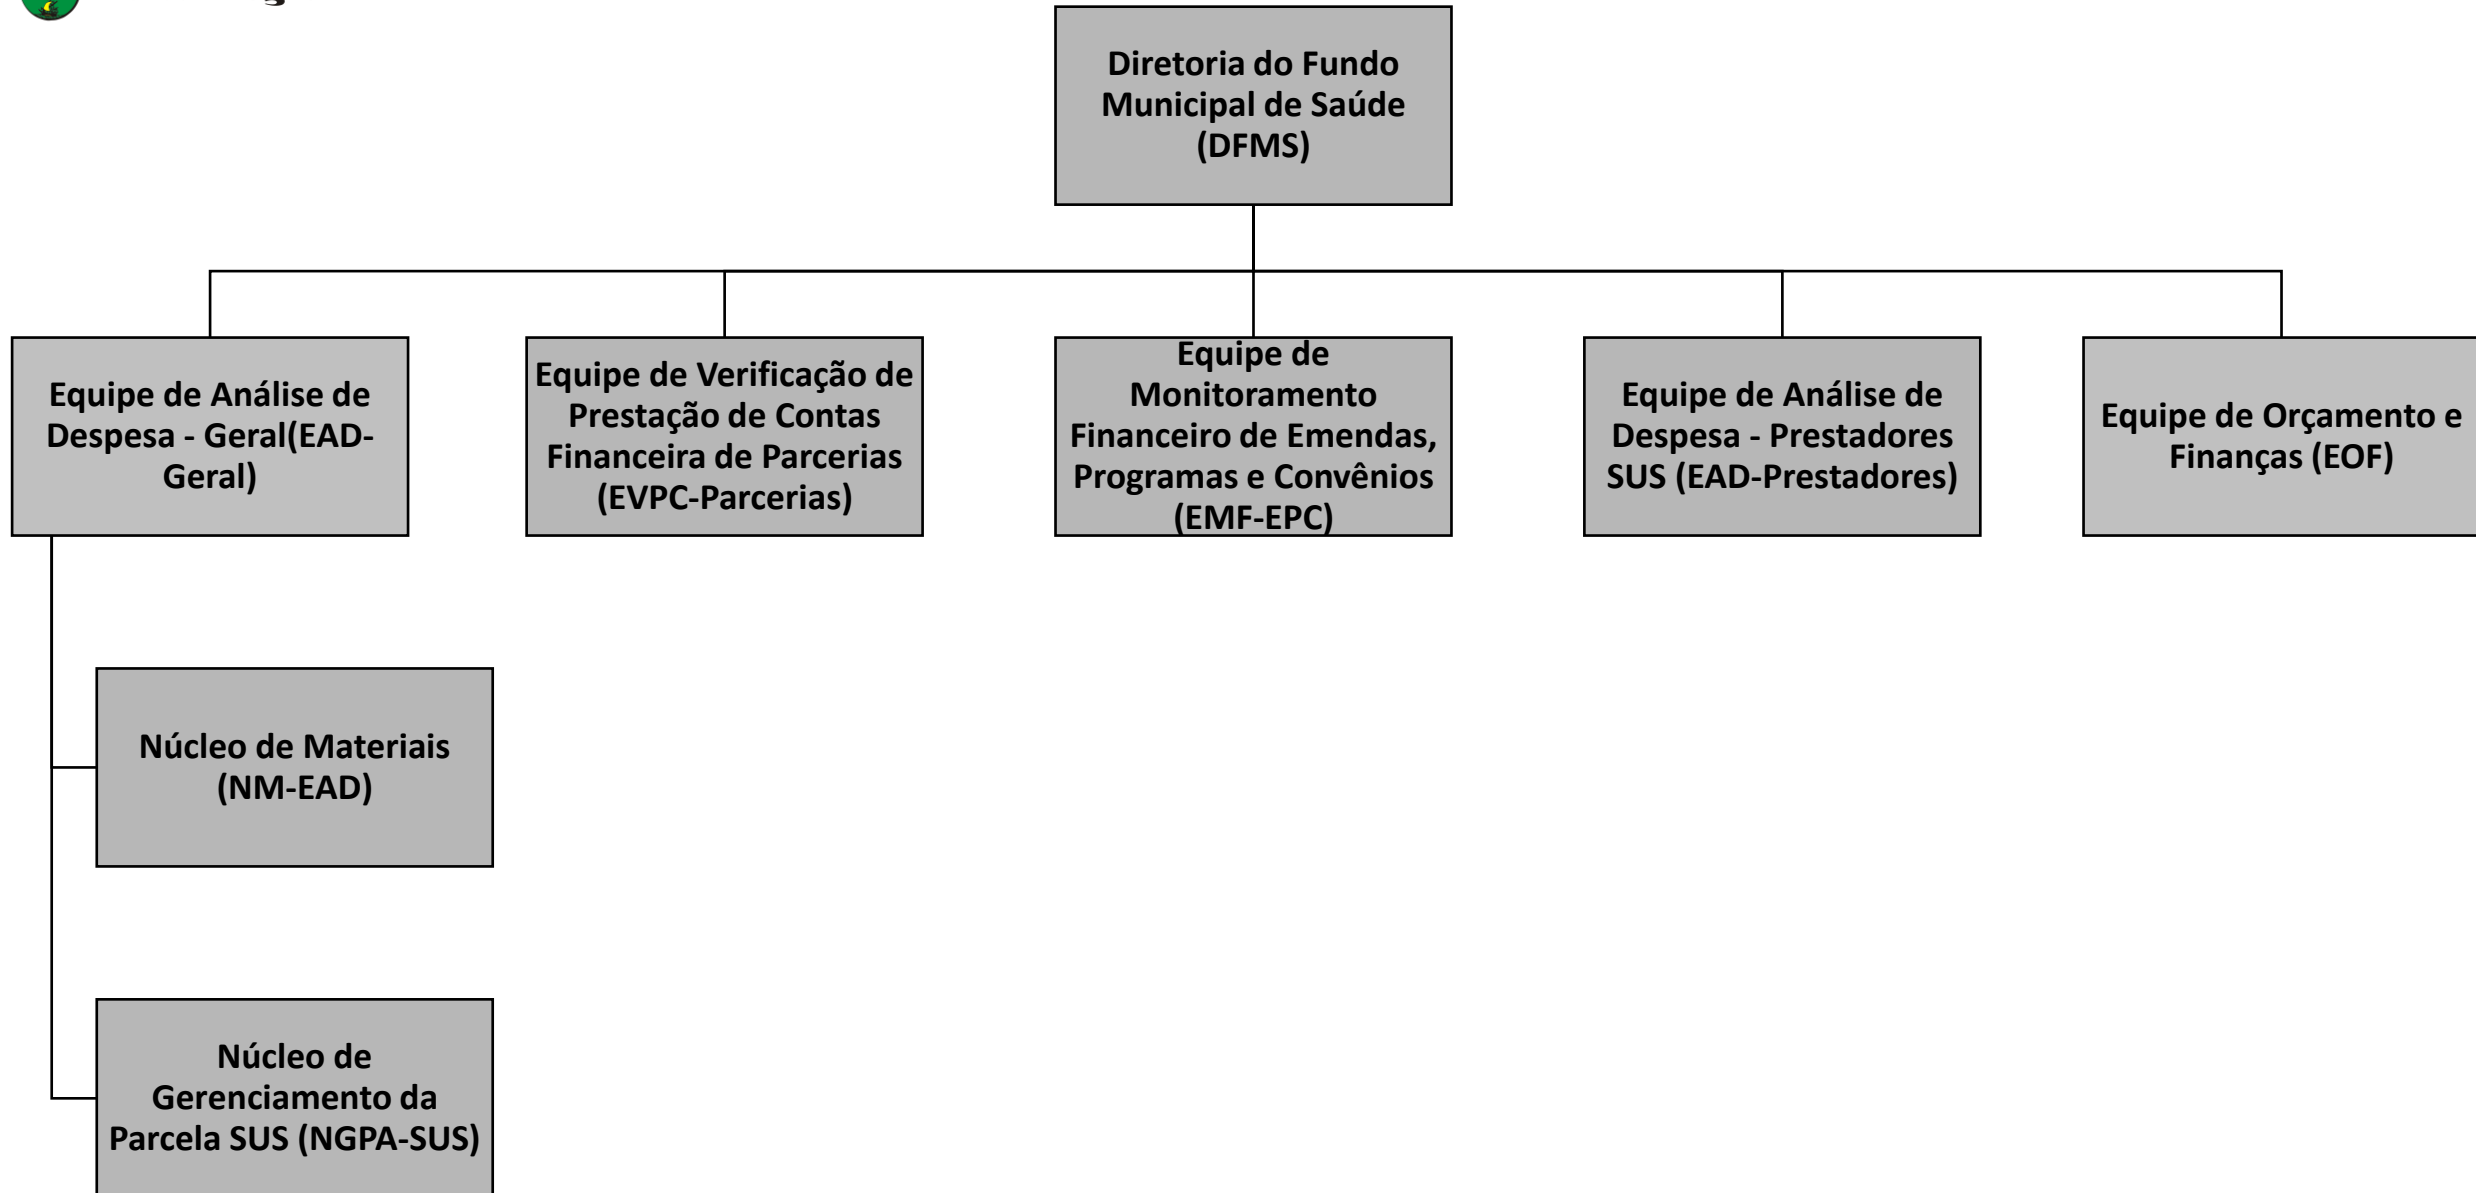 Diretoria do Fundo
Municipal de Saúde
(DFMS)
Equipe de Análise de
Despesa - Geral(EAD-
Geral)
Equipe de Verificação de
Prestação de Contas
Financeira de Parcerias
(EVPC-Parcerias)
Equipe de
Monitoramento
Financeiro de Emendas,
Programas e Convênios
(EMF-EPC)
Equipe de Análise de
Despesa - Prestadores
SUS (EAD-Prestadores)
Equipe de Orçamento e
Finanças (EOF)
Núcleo de Materiais
(NM-EAD)
Núcleo de
Gerenciamento da
Parcela SUS (NGPA-SUS)